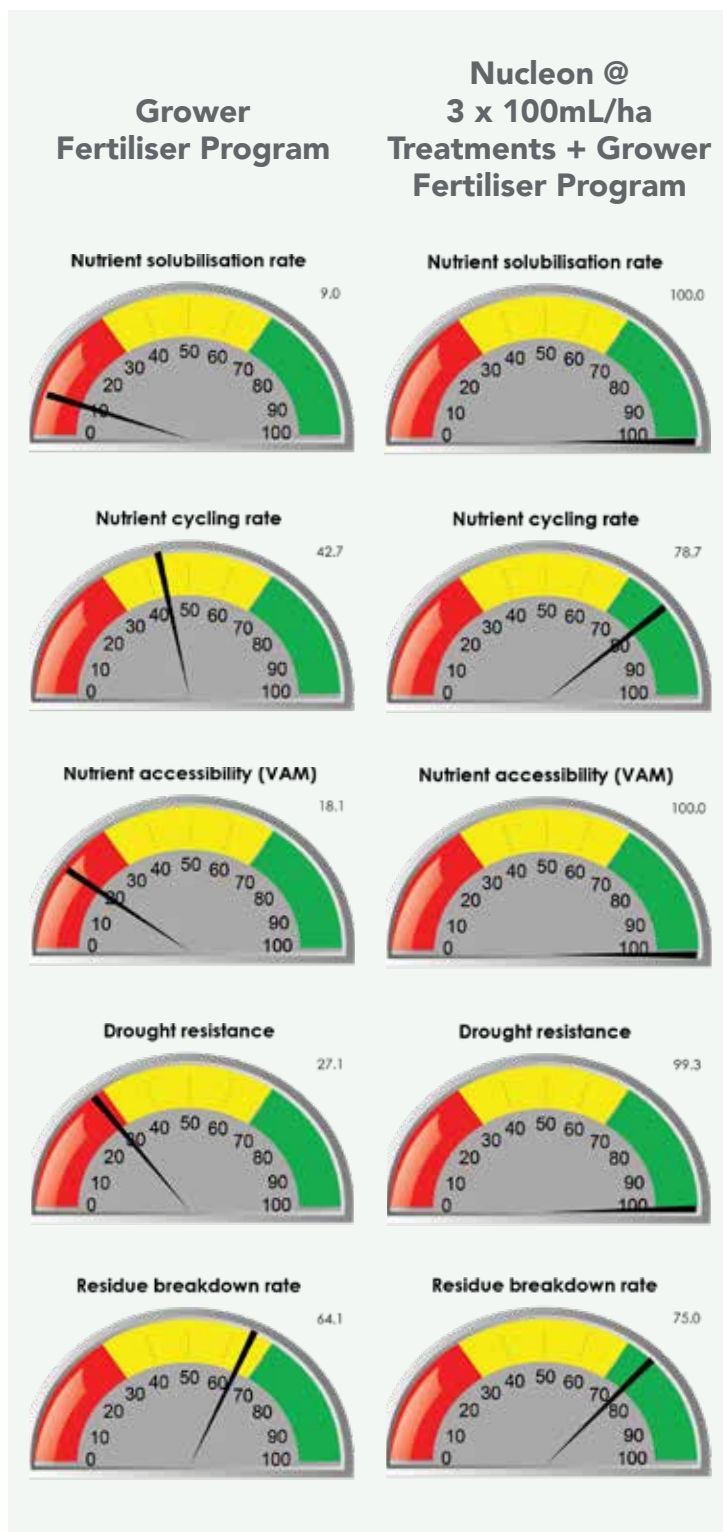 Grower
Fertiliser Program
Nucleon @
3 x 100mL/ha
Treatments + Grower
Fertiliser Program
Nutrient solubilisation rate
9.0
0 10 20 30 40 50 60 70 80 90 100
Nutrient solubilisation rate
100.0
0 10 20 30 40 50 60 70 80 90 100
Nutrient cycling rate
42.7
0 10 20 30 40 50 60 70 80 90 100
Nutrient cycling rate
78.7
0 10 20 30 40 50 60 70 80 90 100
Nutrient accessibility (VAM)
18.1
0 10 20 30 40 50 60 70 80 90 100
Nutrient accessibility (VAM)
100.0
0 10 20 30 40 50 60 70 80 90 100
Drought resistance
27.1
0 10 20 30 40 50 60 70 80 90 100
Drought resistance
99.3
0 10 20 30 40 50 60 70 80 90 100
Residue breakdown rate
64.1
0 10 20 30 40 50 60 70 80 90 100
Residue breakdown rate
75.0
0 10 20 30 40 50 60 70 80 90 100